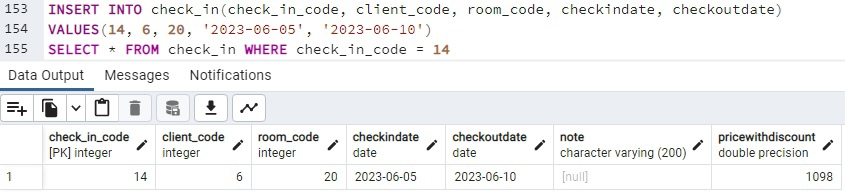 153 INSERT INTO check_in(check_in_code, client_code, room_code, checkindate, checkoutdate)
154 VALUES(14, 6, 20, '2023-06-05', '2023-06-10')
155 SELECT * FROM check_in WHERE check_in_code = 14
Data Output Messages Notifications
check_in_code client_code room_code checkindate checkoutdate note pricewithdiscount
[PK] integer integer integer date date character varying (200) double precision
1 14 6 20 2023-06-05 2023-06-10 [null] 1098